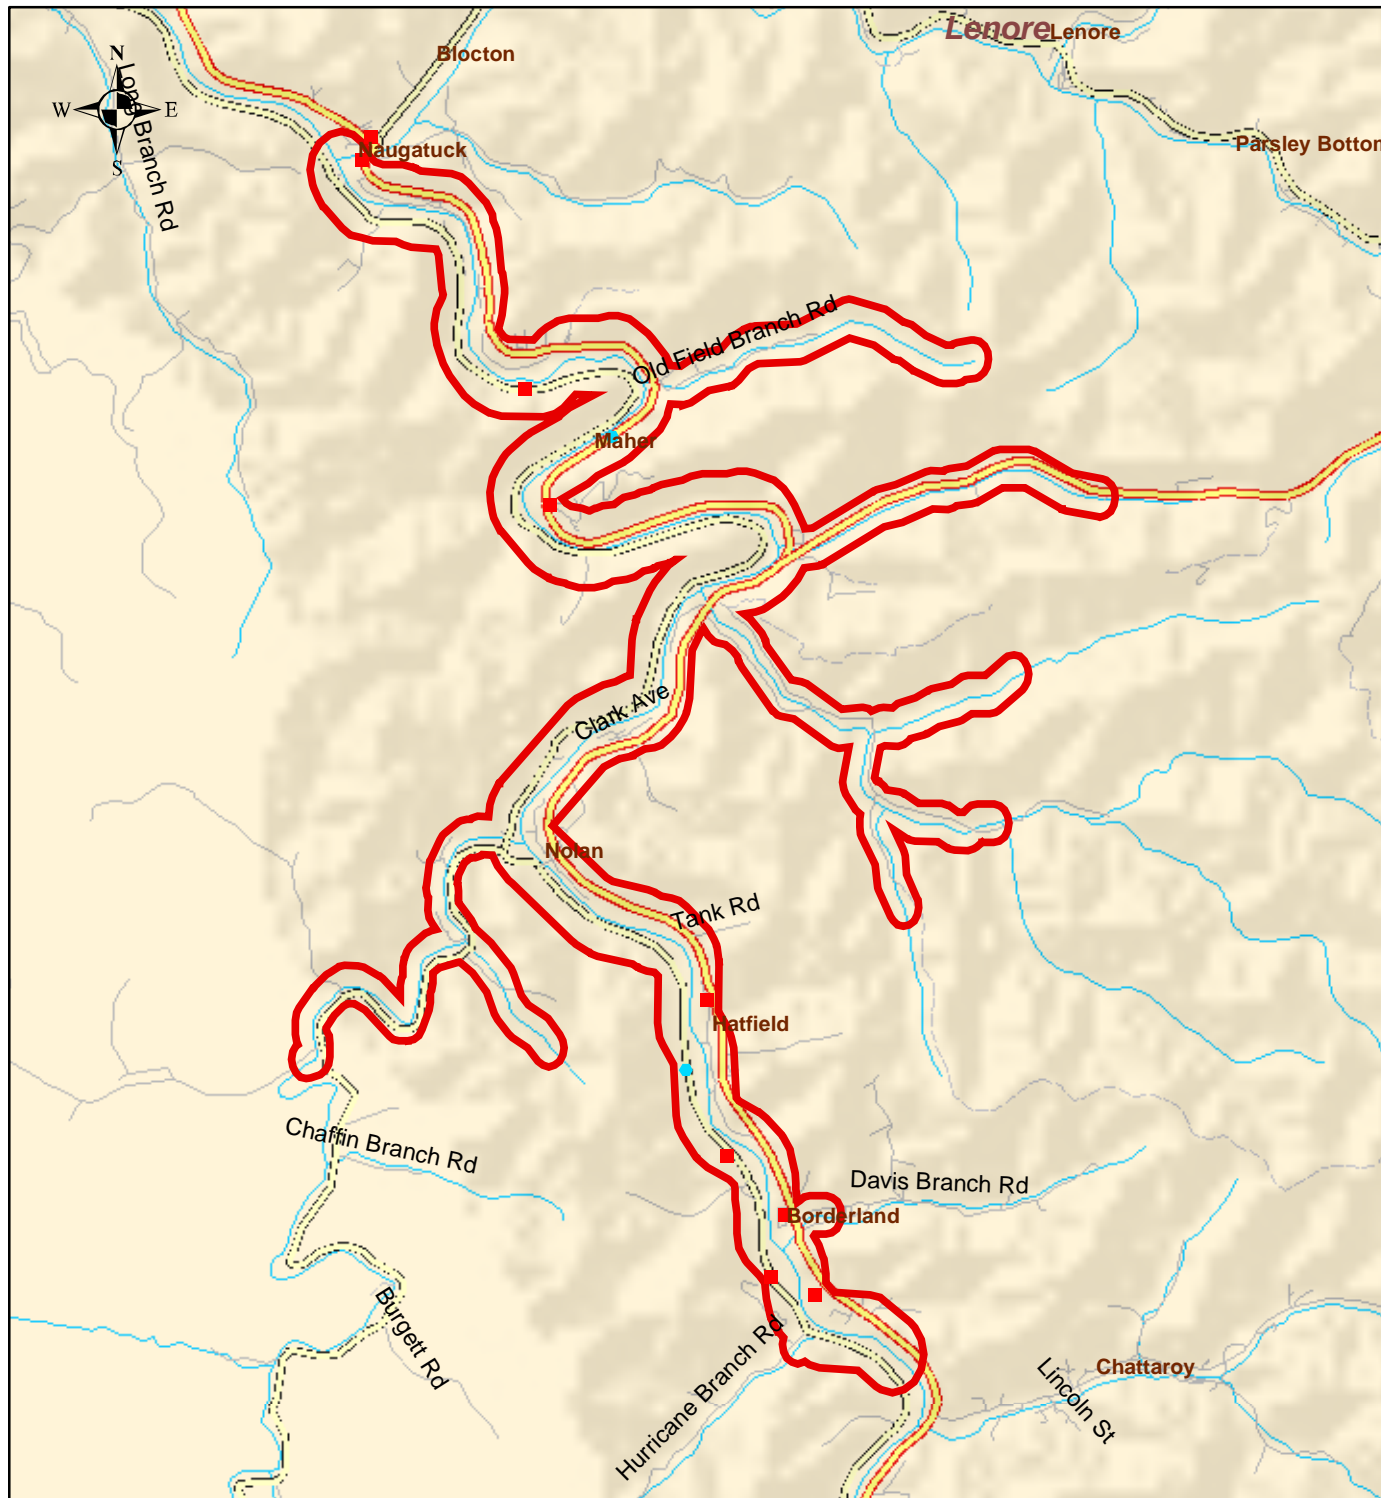 Lenore
Lenore
Blocton
N
W
E
S
Long Branch Rd
Naugatuck
Parsley Botton
Old Field Branch Rd
Maher
Clark Ave
Nolan
Tank Rd
Hatfield
Chaffin Branch Rd
Davis Branch Rd
Borderland
Burgett Rd
Hurricane Branch Rd
Lincoln St
Chattaroy